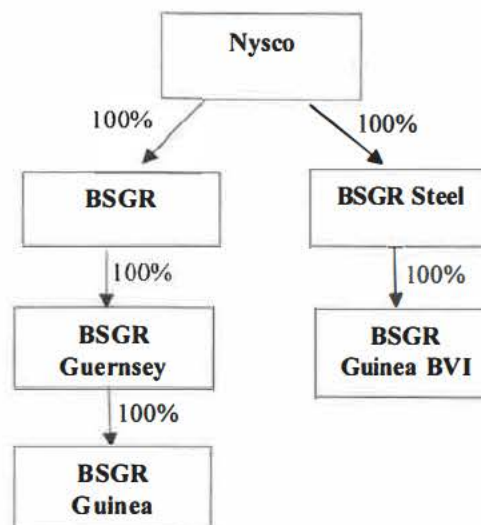 Nysco
100%
100%
BSGR
BSGR Steel
100%
100%
BSGR
Guernsey
BSGR
Guinea BVI
100%
BSGR
Guinea